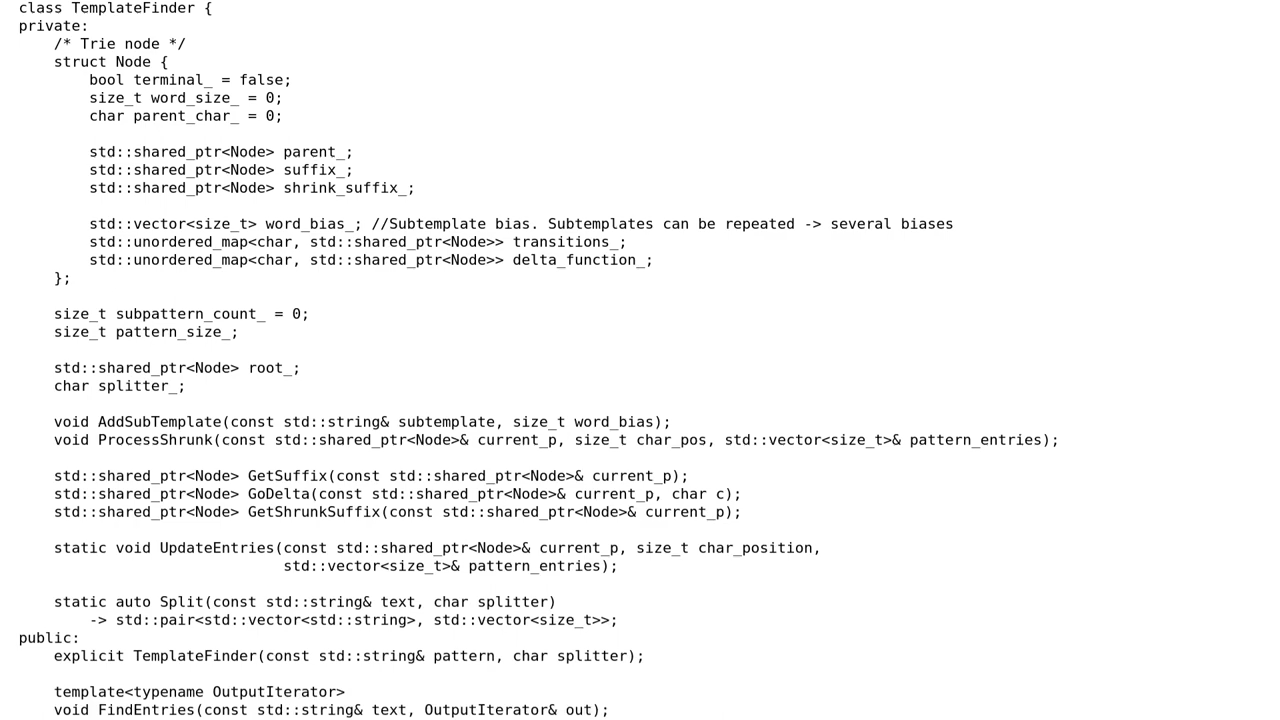 class TemplateFinder {
private:
    /* Trie node */
    struct Node {
        bool terminal_ = false;
        size_t word_size_ = 0;
        char parent_char_ = 0;

        std::shared_ptr<Node> parent_;
        std::shared_ptr<Node> suffix_;
        std::shared_ptr<Node> shrink_suffix_;

        std::vector<size_t> word_bias_; //Subtemplate bias. Subtemplates can be repeated -> several biases
        std::unordered_map<char, std::shared_ptr<Node>> transitions_;
        std::unordered_map<char, std::shared_ptr<Node>> delta_function_;
    };

    size_t subpattern_count_ = 0;
    size_t pattern_size_;

    std::shared_ptr<Node> root_;
    char splitter_;

    void AddSubTemplate(const std::string& subtemplate, size_t word_bias);
    void ProcessShrunk(const std::shared_ptr<Node>& current_p, size_t char_pos, std::vector<size_t>& pattern_entries);

    std::shared_ptr<Node> GetSuffix(const std::shared_ptr<Node>& current_p);
    std::shared_ptr<Node> GoDelta(const std::shared_ptr<Node>& current_p, char c);
    std::shared_ptr<Node> GetShrunkSuffix(const std::shared_ptr<Node>& current_p);

    static void UpdateEntries(const std::shared_ptr<Node>& current_p, size_t char_position,
                              std::vector<size_t>& pattern_entries);

    static auto Split(const std::string& text, char splitter)
        -> std::pair<std::vector<std::string>, std::vector<size_t>>;
public:
    explicit TemplateFinder(const std::string& pattern, char splitter);

    template<typename OutputIterator>
    void FindEntries(const std::string& text, OutputIterator& out);